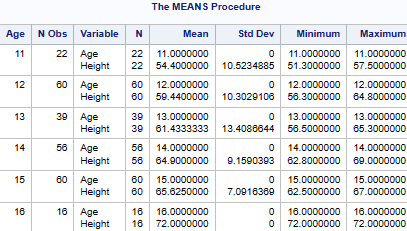 The MEANS Procedure
Age N Obs Variable N Mean Std Dev Minimum Maximum
11 22 Age 22 11.0000000 0 11.0000000 11.0000000
Height 22 54.4000000 10.5234885 51.3000000 57.5000000
12 60 Age 60 12.0000000 0 12.0000000 12.0000000
Height 60 59.4400000 10.3029106 56.3000000 64.8000000
13 39 Age 39 13.0000000 0 13.0000000 13.0000000
Height 39 61.4333333 13.4086644 56.5000000 65.3000000
14 56 Age 56 14.0000000 0 14.0000000 14.0000000
Height 56 64.9000000 9.1590393 62.8000000 69.0000000
15 60 Age 60 15.0000000 0 15.0000000 15.0000000
Height 60 65.6250000 7.0916369 62.5000000 67.0000000
16 16 Age 16 16.0000000 0 16.0000000 16.0000000
Height 16 72.0000000 0 72.0000000 72.0000000